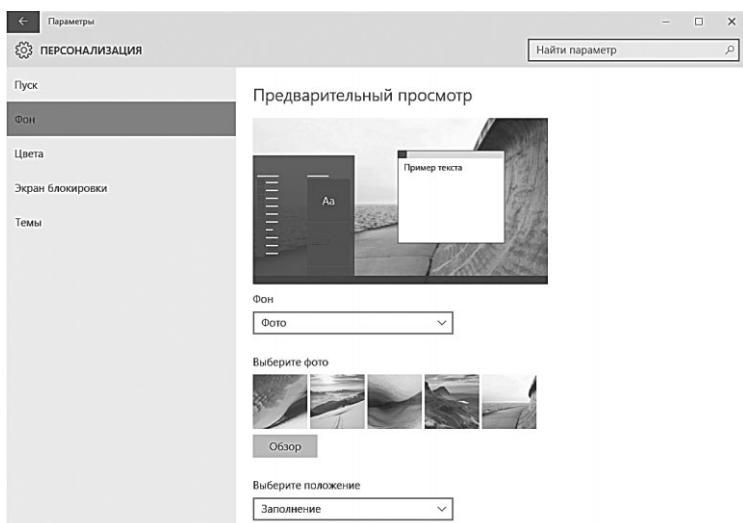 Параметры
ПЕРСОНАЛИЗАЦИЯ
Найти параметр
Пуск
Фон
Цвета
Экран блокировки
Темы
Предварительный просмотр
Пример текста
Aa
Фон
Фото
Выберите фото
Обзор
Выберите положение
Заполнение